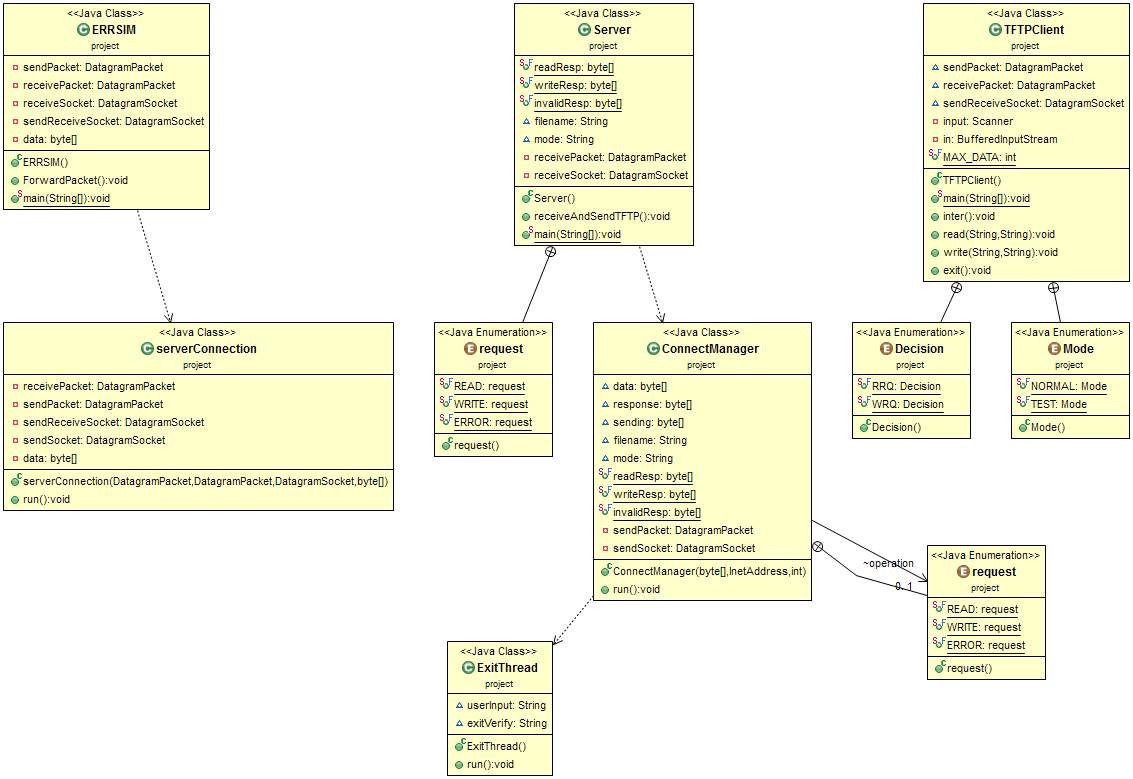 <<Java Class>>
ERRSIM
project
sendPacket: DatagramPacket
receivePacket: DatagramPacket
receiveSocket: DatagramSocket
sendReceiveSocket: DatagramSocket
data: byte[]
ERRSIM()
ForwardPacket():void
main(String[]):void
<<Java Class>>
Server
project
readResp: byte[]
writeResp: byte[]
invalidResp: byte[]
filename: String
mode: String
receivePacket: DatagramPacket
receiveSocket: DatagramSocket
Server()
receiveAndSendTFTP():void
main(String[]):void
<<Java Class>>
TFTPClient
project
sendPacket: DatagramPacket
receivePacket: DatagramPacket
sendReceiveSocket: DatagramSocket
input: Scanner
in: BufferedInputStream
MAX_DATA: int
TFTPClient()
main(String[]):void
inter():void
read(String,String):void
write(String,String):void
exit():void
<<Java Class>>
serverConnection
project
receivePacket: DatagramPacket
sendPacket: DatagramPacket
sendReceiveSocket: DatagramSocket
sendSocket: DatagramSocket
data: byte[]
serverConnection(DatagramPacket,DatagramPacket,DatagramSocket,byte[])
run():void
<<Java Enumeration>>
request
project
READ: request
WRITE: request
ERROR: request
request()
<<Java Class>>
ConnectManager
project
data: byte[]
response: byte[]
sending: byte[]
filename: String
mode: String
readResp: byte[]
writeResp: byte[]
invalidResp: byte[]
sendPacket: DatagramPacket
sendSocket: DatagramSocket
ConnectManager(byte[],InetAddress,int)
run():void
<<Java Enumeration>>
Decision
project
RRQ: Decision
WRQ: Decision
Decision()
<<Java Enumeration>>
Mode
project
NORMAL: Mode
TEST: Mode
Mode()
~operation
0..1
<<Java Enumeration>>
request
project
READ: request
WRITE: request
ERROR: request
request()
<<Java Class>>
ExitThread
project
userInput: String
exitVerify: String
ExitThread()
run():void